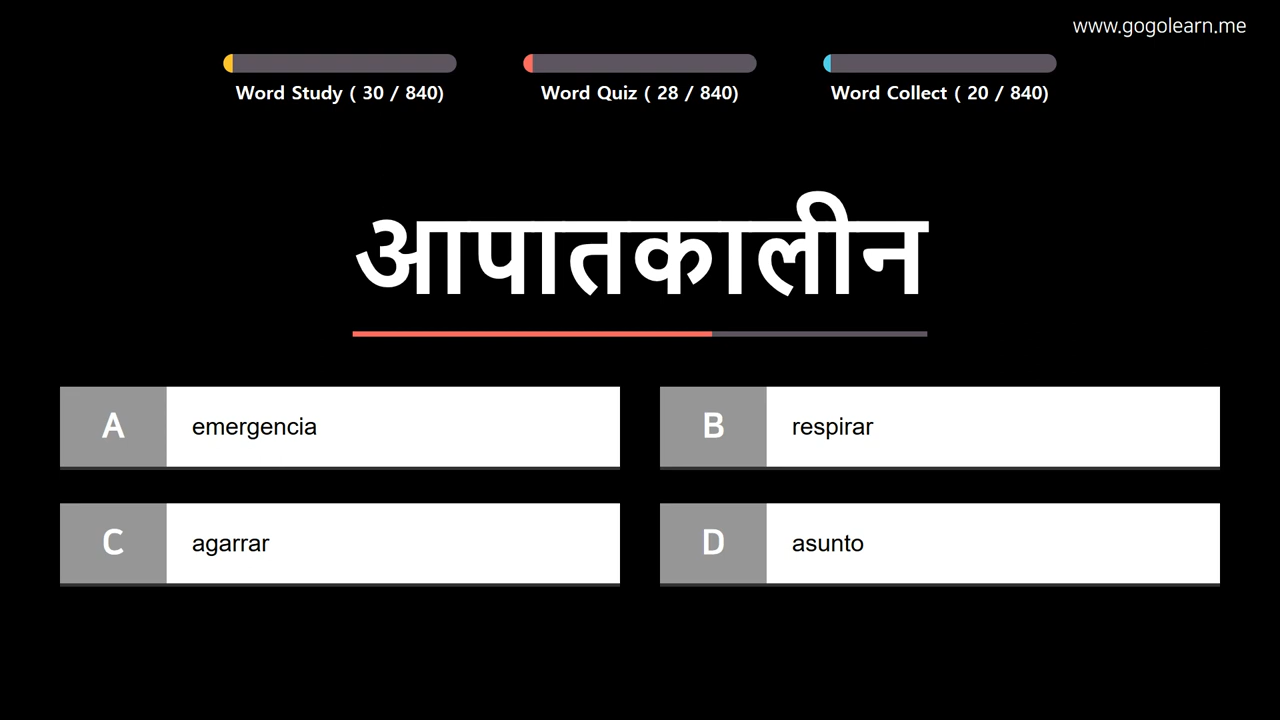 www.gogolearn.me
Word Study ( 30 / 840)
Word Quiz ( 28 / 840)
Word Collect ( 20 / 840)
आपातकालीन
A
emergencia
B
respirar
C
agarrar
D
asunto